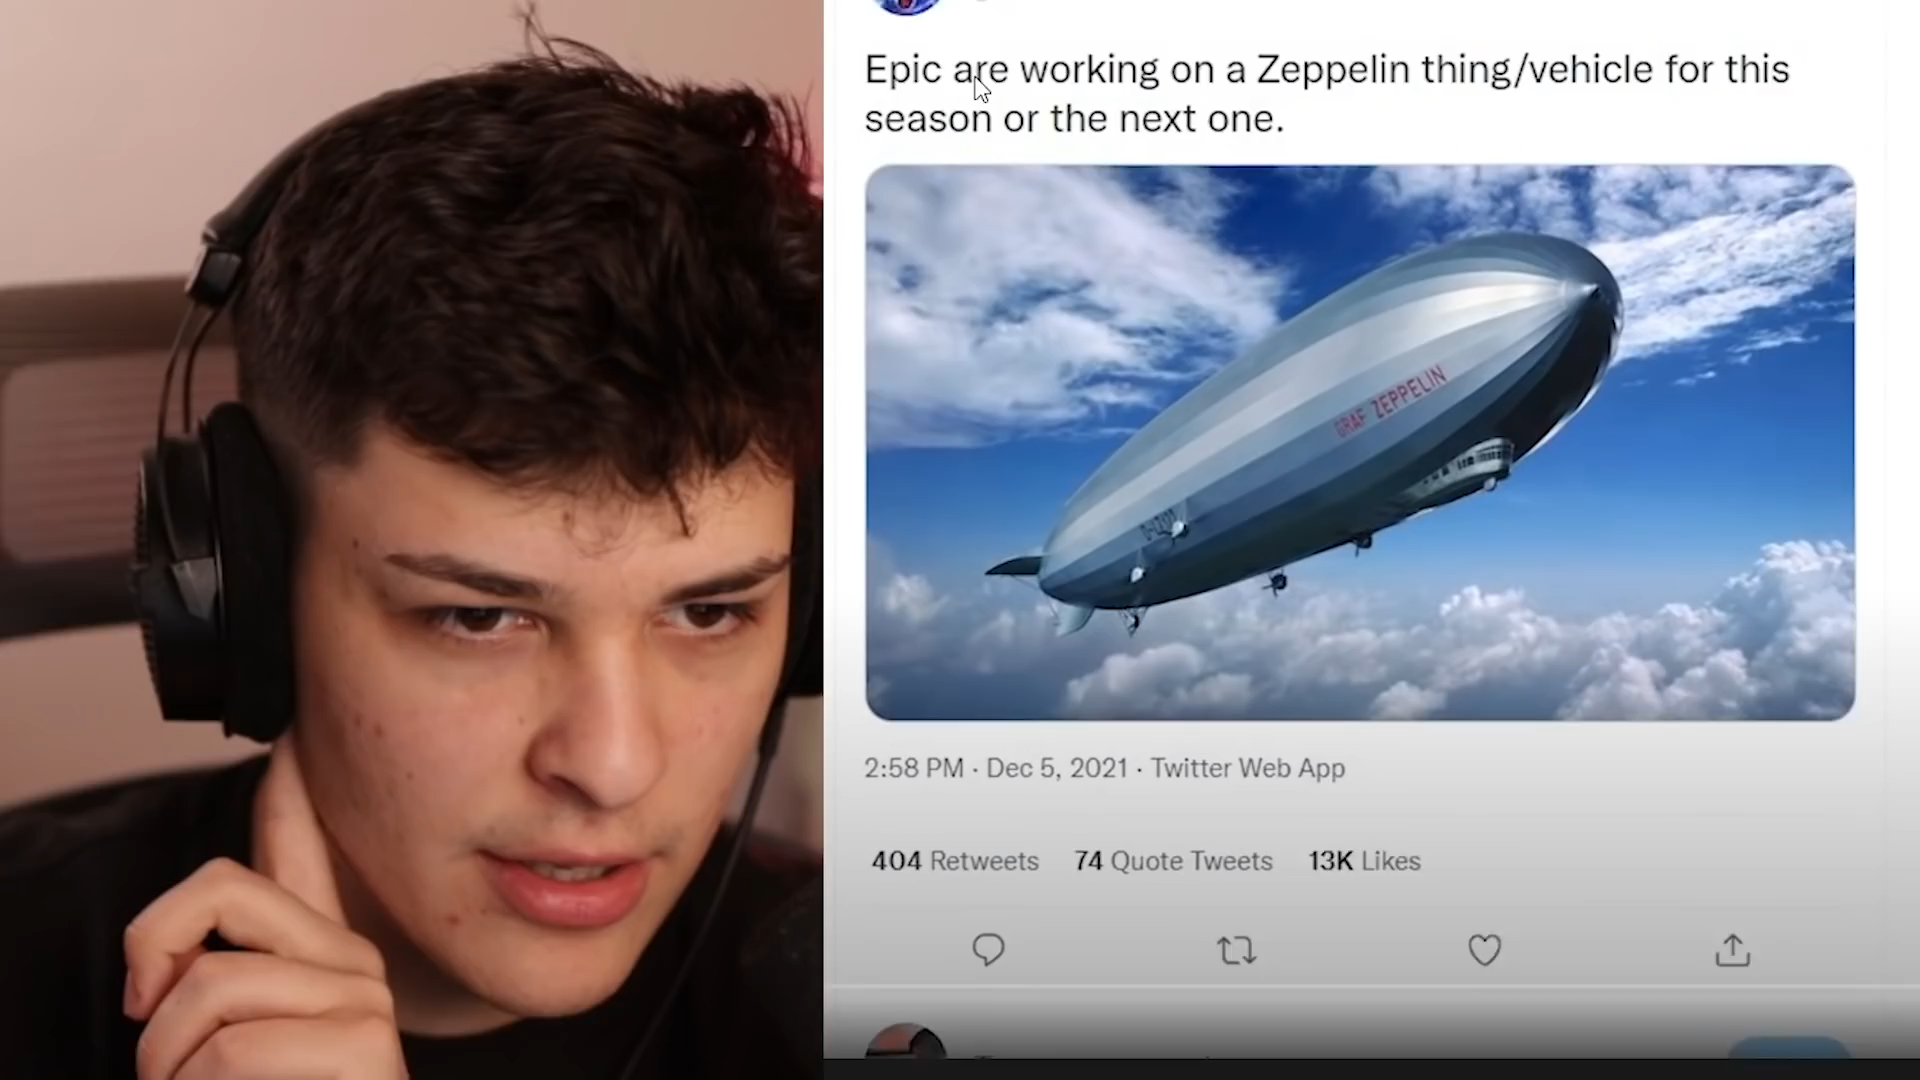 Epic are working on a Zeppelin thing/vehicle for this
season or the next one.
GRAF ZEPPELIN
2:58 PM · Dec 5, 2021 · Twitter Web App
404 Retweets 74 Quote Tweets 13K Likes